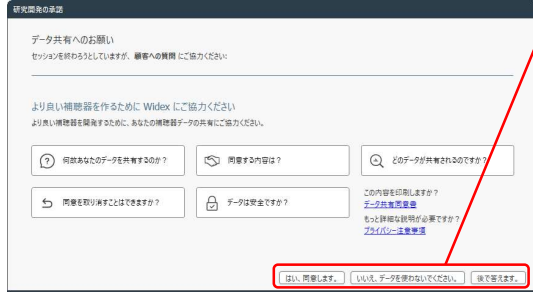 研究開発の承諾
データ共有へのお願い
セッションを終わろうとしていますが、顧客への質問 にご協力ください:
より良い補聴器を作るために Widex にご協力ください
より良い補聴器を開発するために、あなたの補聴器データの共有にご協力ください。
何故あなたのデータを共有するのか？
同意する内容は？
どのデータが共有されるのですか？
同意を取り消すことはできますか？
データは安全ですか？
この内容を印刷しますか？
データ共有同意書
もっと詳細な説明が必要ですか？
プライバシー注意事項
はい、同意します。
いいえ、データを使わないでください。
後で答えます。